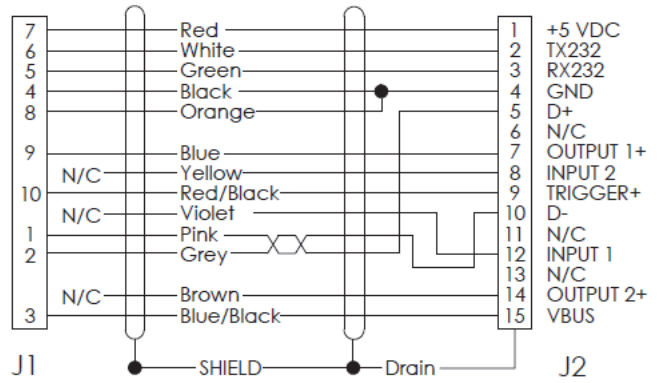 7 Red 1 +5 VDC
6 White 2 TX232
5 Green 3 RX232
4 Black 4 GND
8 Orange 5 D+
6 N/C
9 Blue 7 OUTPUT 1+
N/C Yellow 8 INPUT 2
10 Red/Black 9 TRIGGER+
N/C Violet 10 D-
1 Pink 11 N/C
2 Grey 12 INPUT 1
13 N/C
N/C Brown 14 OUTPUT 2+
3 Blue/Black 15 VBUS
J1 SHIELD Drain J2